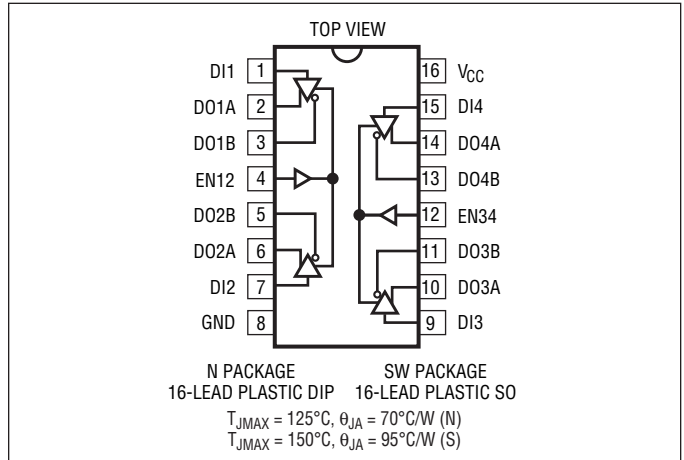 TOP VIEW
DI1 1
DO1A 2
DO1B 3
EN12 4
DO2B 5
DO2A 6
DI2 7
GND 8
16 VCC
15 DI4
14 DO4A
13 DO4B
12 EN34
11 DO3B
10 DO3A
9 DI3
N PACKAGE
16-LEAD PLASTIC DIP
SW PACKAGE
16-LEAD PLASTIC SO
TJMAX = 125°C, θJA = 70°C/W (N)
TJMAX = 150°C, θJA = 95°C/W (S)